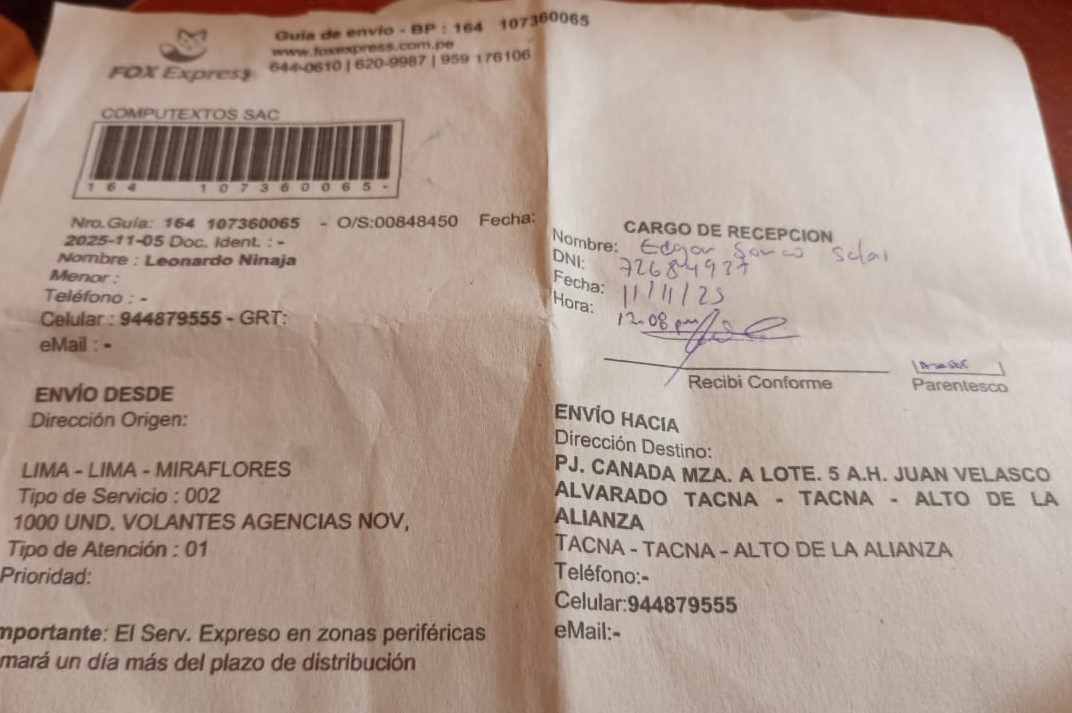 Guía de envío - BP : 164 107360065
www.foxexpress.com.pe
644-0610 | 620-9987 | 959 176106
FOX Express
COMPUTEXTOS SAC
164 107360065-
Nro.Guía: 164 107360065 - O/S:00848450 Fecha:
2025-11-05 Doc. Ident. : -
Nombre : Leonardo Ninaja
Menor :
Teléfono : -
Celular : 944879555 - GRT:
eMail : -
ENVÍO DESDE
Dirección Origen:
LIMA - LIMA - MIRAFLORES
Tipo de Servicio : 002
1000 UND. VOLANTES AGENCIAS NOV,
Tipo de Atención : 01
Prioridad:
mportante: El Serv. Expreso en zonas periféricas
mará un día más del plazo de distribución
CARGO DE RECEPCION
Nombre: Edgar
DNI: 72684937
Fecha: 11/11/25
Hora: 12:08 pm
Recibi Conforme
Parentesco
ENVÍO HACIA
Dirección Destino:
PJ. CANADA MZA. A LOTE. 5 A.H. JUAN VELASCO
ALVARADO TACNA - TACNA - ALTO DE LA
ALIANZA
TACNA - TACNA - ALTO DE LA ALIANZA
Teléfono:-
Celular:944879555
eMail:-